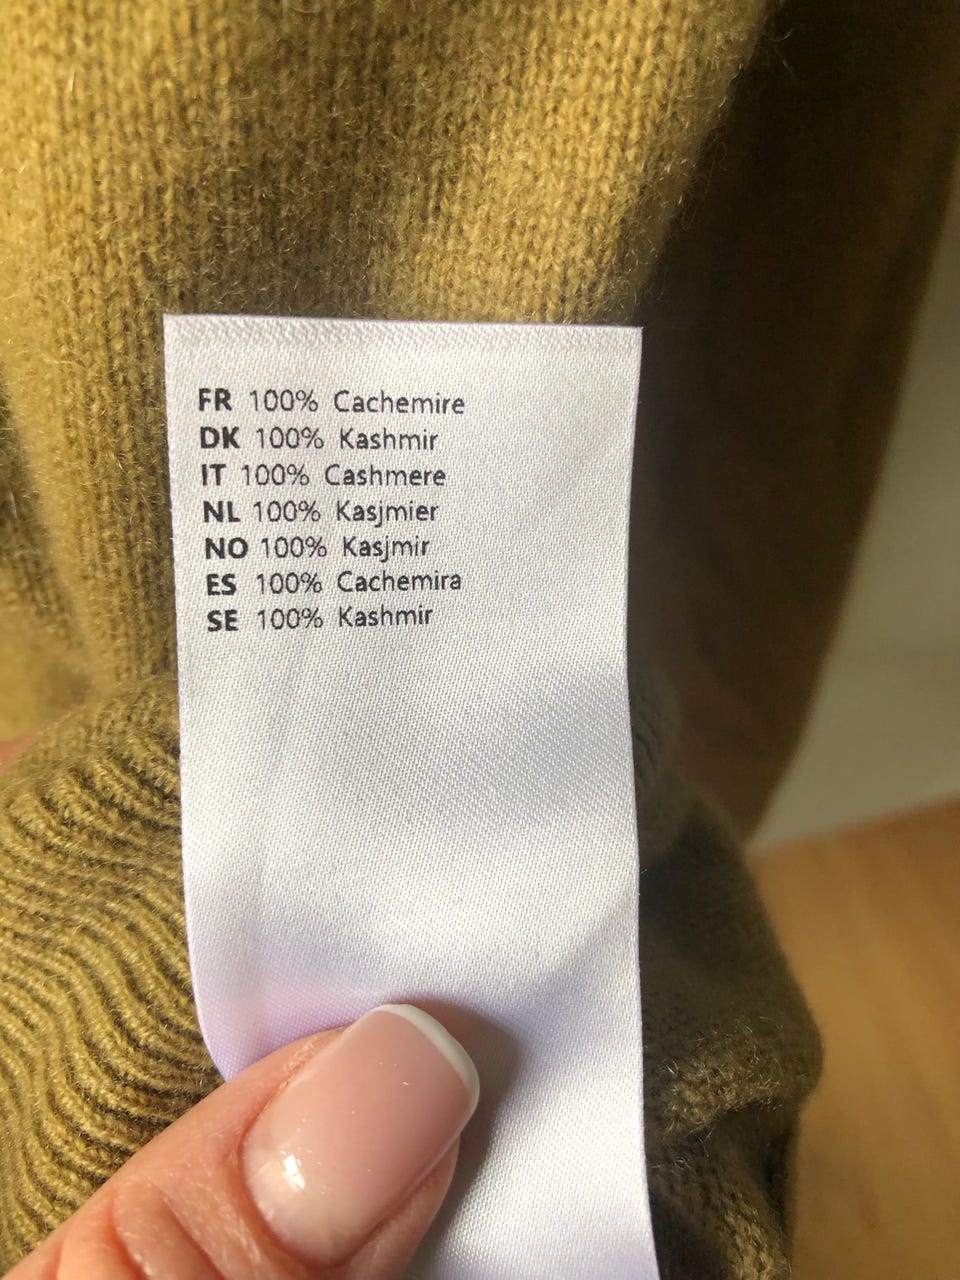 FR 100% Cachemire
DK 100% Kashmir
IT 100% Cashmere
NL 100% Kasjmier
NO 100% Kasjmir
ES 100% Cachemira
SE 100% Kashmir